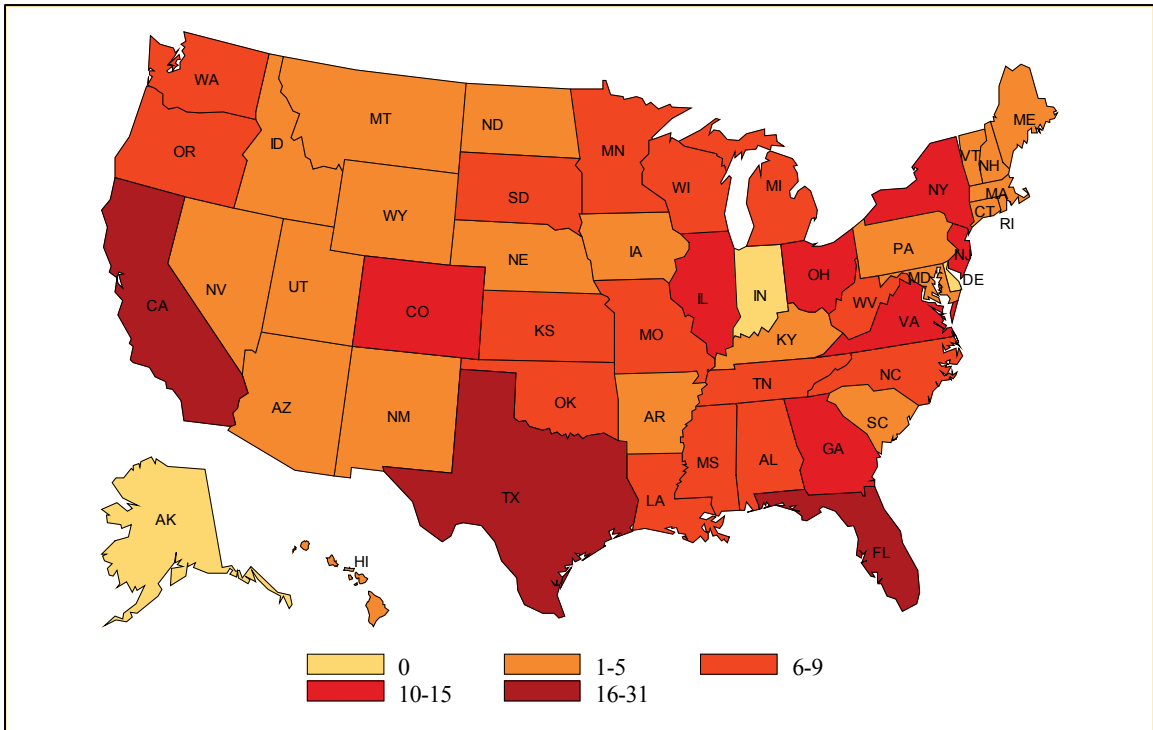 WA
MT
ND
ME
OR
ID
MN
VT
NH
WI
MI
NY
MA
SD
WY
CT
RI
IA
PA
NE
NJ
NV
UT
OH
MD
DE
CA
CO
IL
IN
WV
VA
KS
MO
KY
TN
NC
AZ
NM
OK
AR
SC
GA
MS
AL
TX
LA
AK
HI
FL
0
1-5
6-9
10-15
16-31